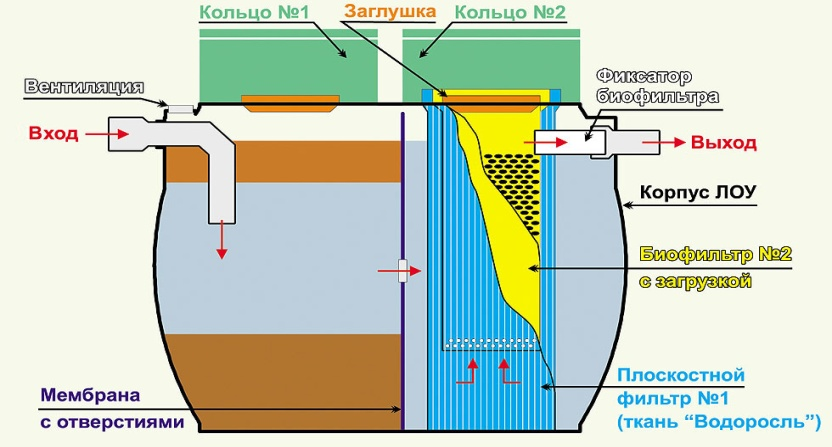 Кольцо №1
Заглушка
Кольцо №2
Вентиляция
Фиксатор
биофильтра
Вход
Выход
Корпус ЛОУ
Биофильтр №2
с загрузкой
Плоскостной
фильтр №1
(ткань “Водоросль”)
Мембрана
с отверстиями